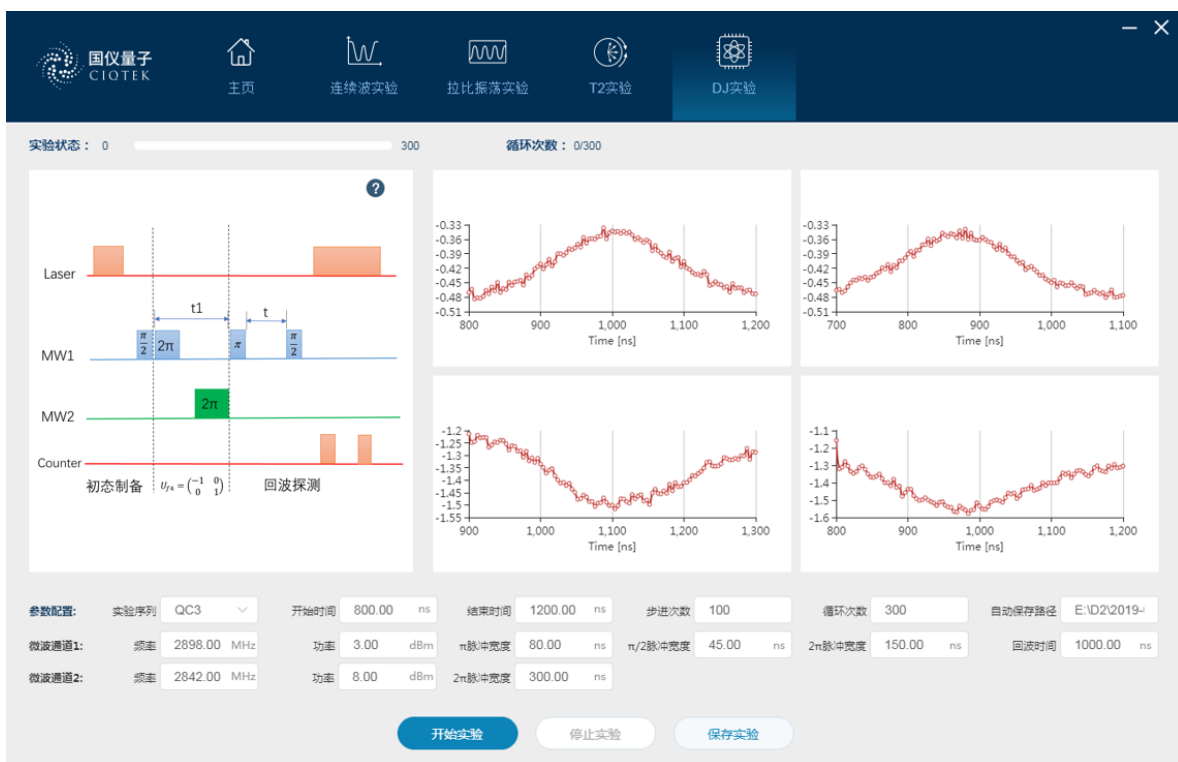 国仪量子
CIQTEK
主页
连续波实验
拉比振荡实验
T2实验
DJ实验
实验状态： 0 300 循环次数： 0/300
?
Laser
t1 t
MW1 π/2 2π π π/2
MW2 2π
Counter
初态制备 U_{f4} = (-1 0; 0 1) 回波探测
-0.33
-0.36
-0.39
-0.42
-0.45
-0.48
-0.51
800 900 1,000 1,100 1,200
Time [ns]
-0.33
-0.36
-0.39
-0.42
-0.45
-0.48
-0.51
700 800 900 1,000 1,100
Time [ns]
-1.2
-1.25
-1.3
-1.35
-1.4
-1.45
-1.5
-1.55
900 1,000 1,100 1,200 1,300
Time [ns]
-1.1
-1.2
-1.3
-1.4
-1.5
-1.6
800 900 1,000 1,100 1,200
Time [ns]
参数配置: 实验序列 QC3 开始时间 800.00 ns 结束时间 1200.00 ns 步进次数 100 循环次数 300 自动保存路径 E:\D2\2019-
微波通道1: 频率 2898.00 MHz 功率 3.00 dBm π脉冲宽度 80.00 ns π/2脉冲宽度 45.00 ns 2π脉冲宽度 150.00 ns 回波时间 1000.00 ns
微波通道2: 频率 2842.00 MHz 功率 8.00 dBm 2π脉冲宽度 300.00 ns
开始实验 停止实验 保存实验